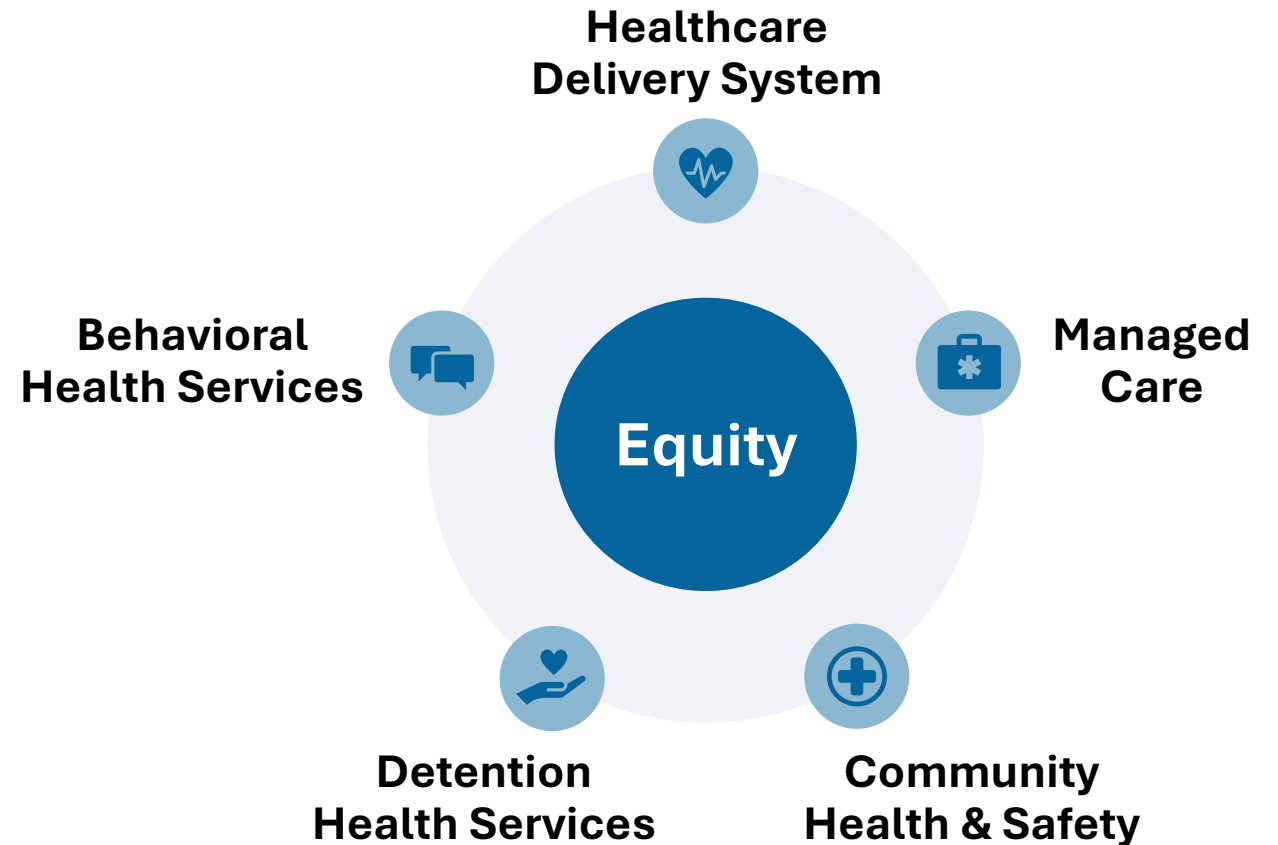 Healthcare
Delivery System
Behavioral
Health Services
Managed
Care
Equity
Detention
Health Services
Community
Health & Safety